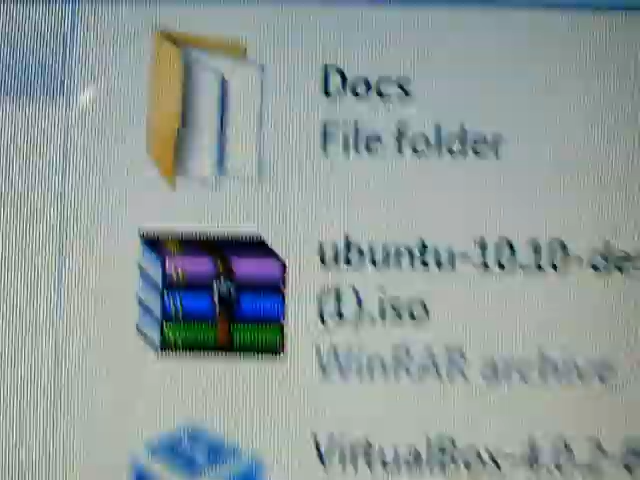 Docs
File folder
ubuntu-10.10-de
(1).iso
WinRAR archive
VirtualBox-4.0.2-